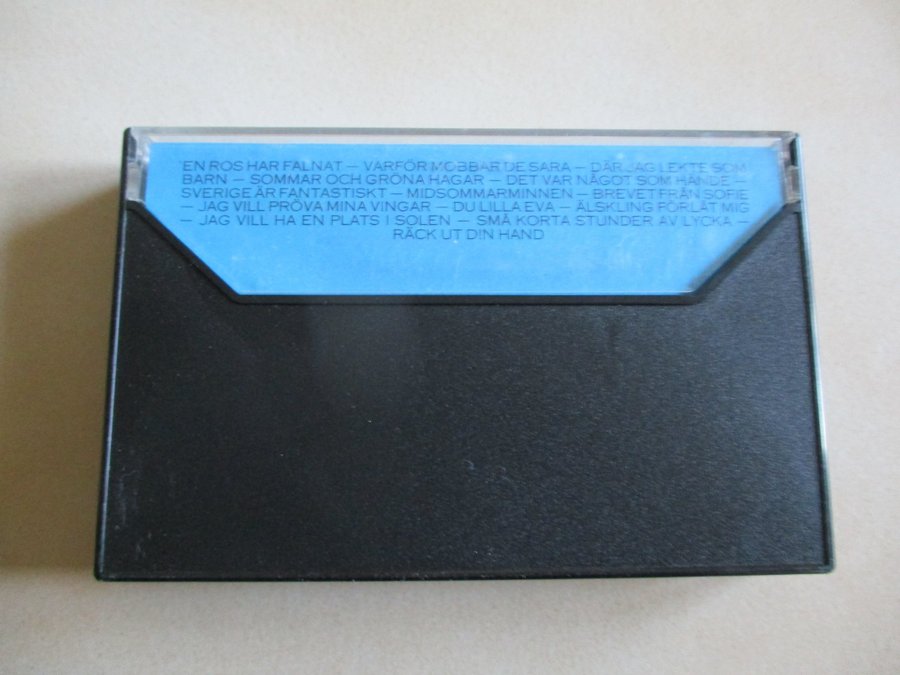 EN ROS HAR FALNAT – VARFÖR MOBBAR DE SARA – DÄR JAG LEKTE SOM
BARN – SOMMAR OCH GRÖNA HAGAR – DET VAR NÅGOT SOM HÄNDE –
SVERIGE ÄR FANTASTISKT – MIDSOMMARMINNEN – BREVET FRÅN SOFIE
– JAG VILL PRÖVA MINA VINGAR – DU LILLA EVA – ÄLSKLING FÖRLÅT MIG
– JAG VILL HA EN PLATS I SOLEN – SMÅ KORTA STUNDER AV LYCKA –
RÄCK UT DIN HAND